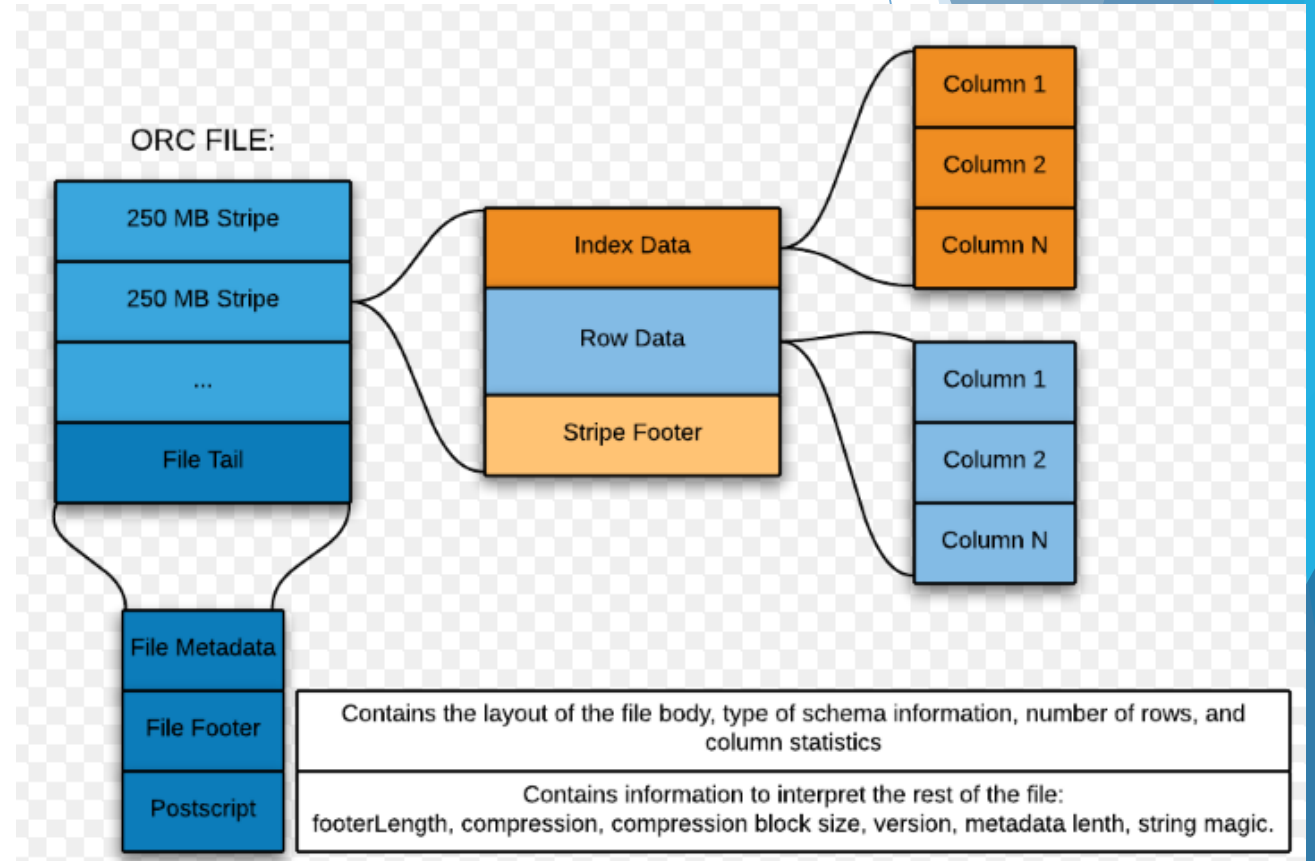 ORC FILE:
250 MB Stripe
250 MB Stripe
...
File Tail
Index Data
Row Data
Stripe Footer
Column 1
Column 2
Column N
Column 1
Column 2
Column N
File Metadata
File Footer
Contains the layout of the file body, type of schema information, number of rows, and
column statistics
Postscript
Contains information to interpret the rest of the file:
footerLength, compression, compression block size, version, metadata lenth, string magic.